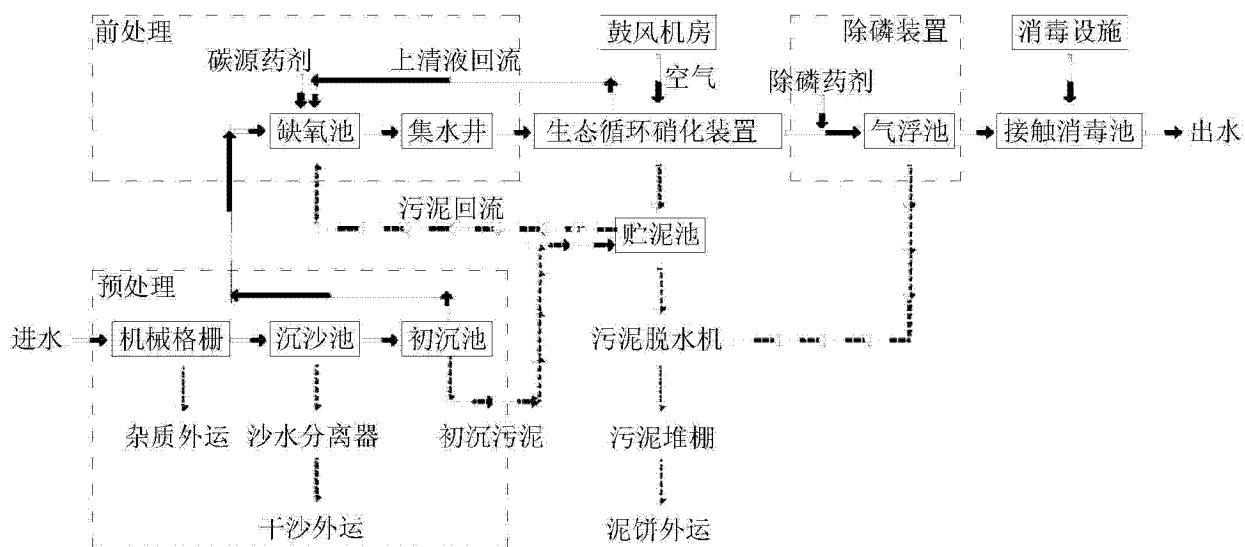 前处理
鼓风机房
除磷装置
消毒设施
碳源药剂
上清液回流
空气
除磷药剂
缺氧池
集水井
生态循环硝化装置
气浮池
接触消毒池
出水
污泥回流
贮泥池
预处理
进水
机械格栅
沉沙池
初沉池
污泥脱水机
杂质外运
沙水分离器
初沉污泥
污泥堆棚
干沙外运
泥饼外运